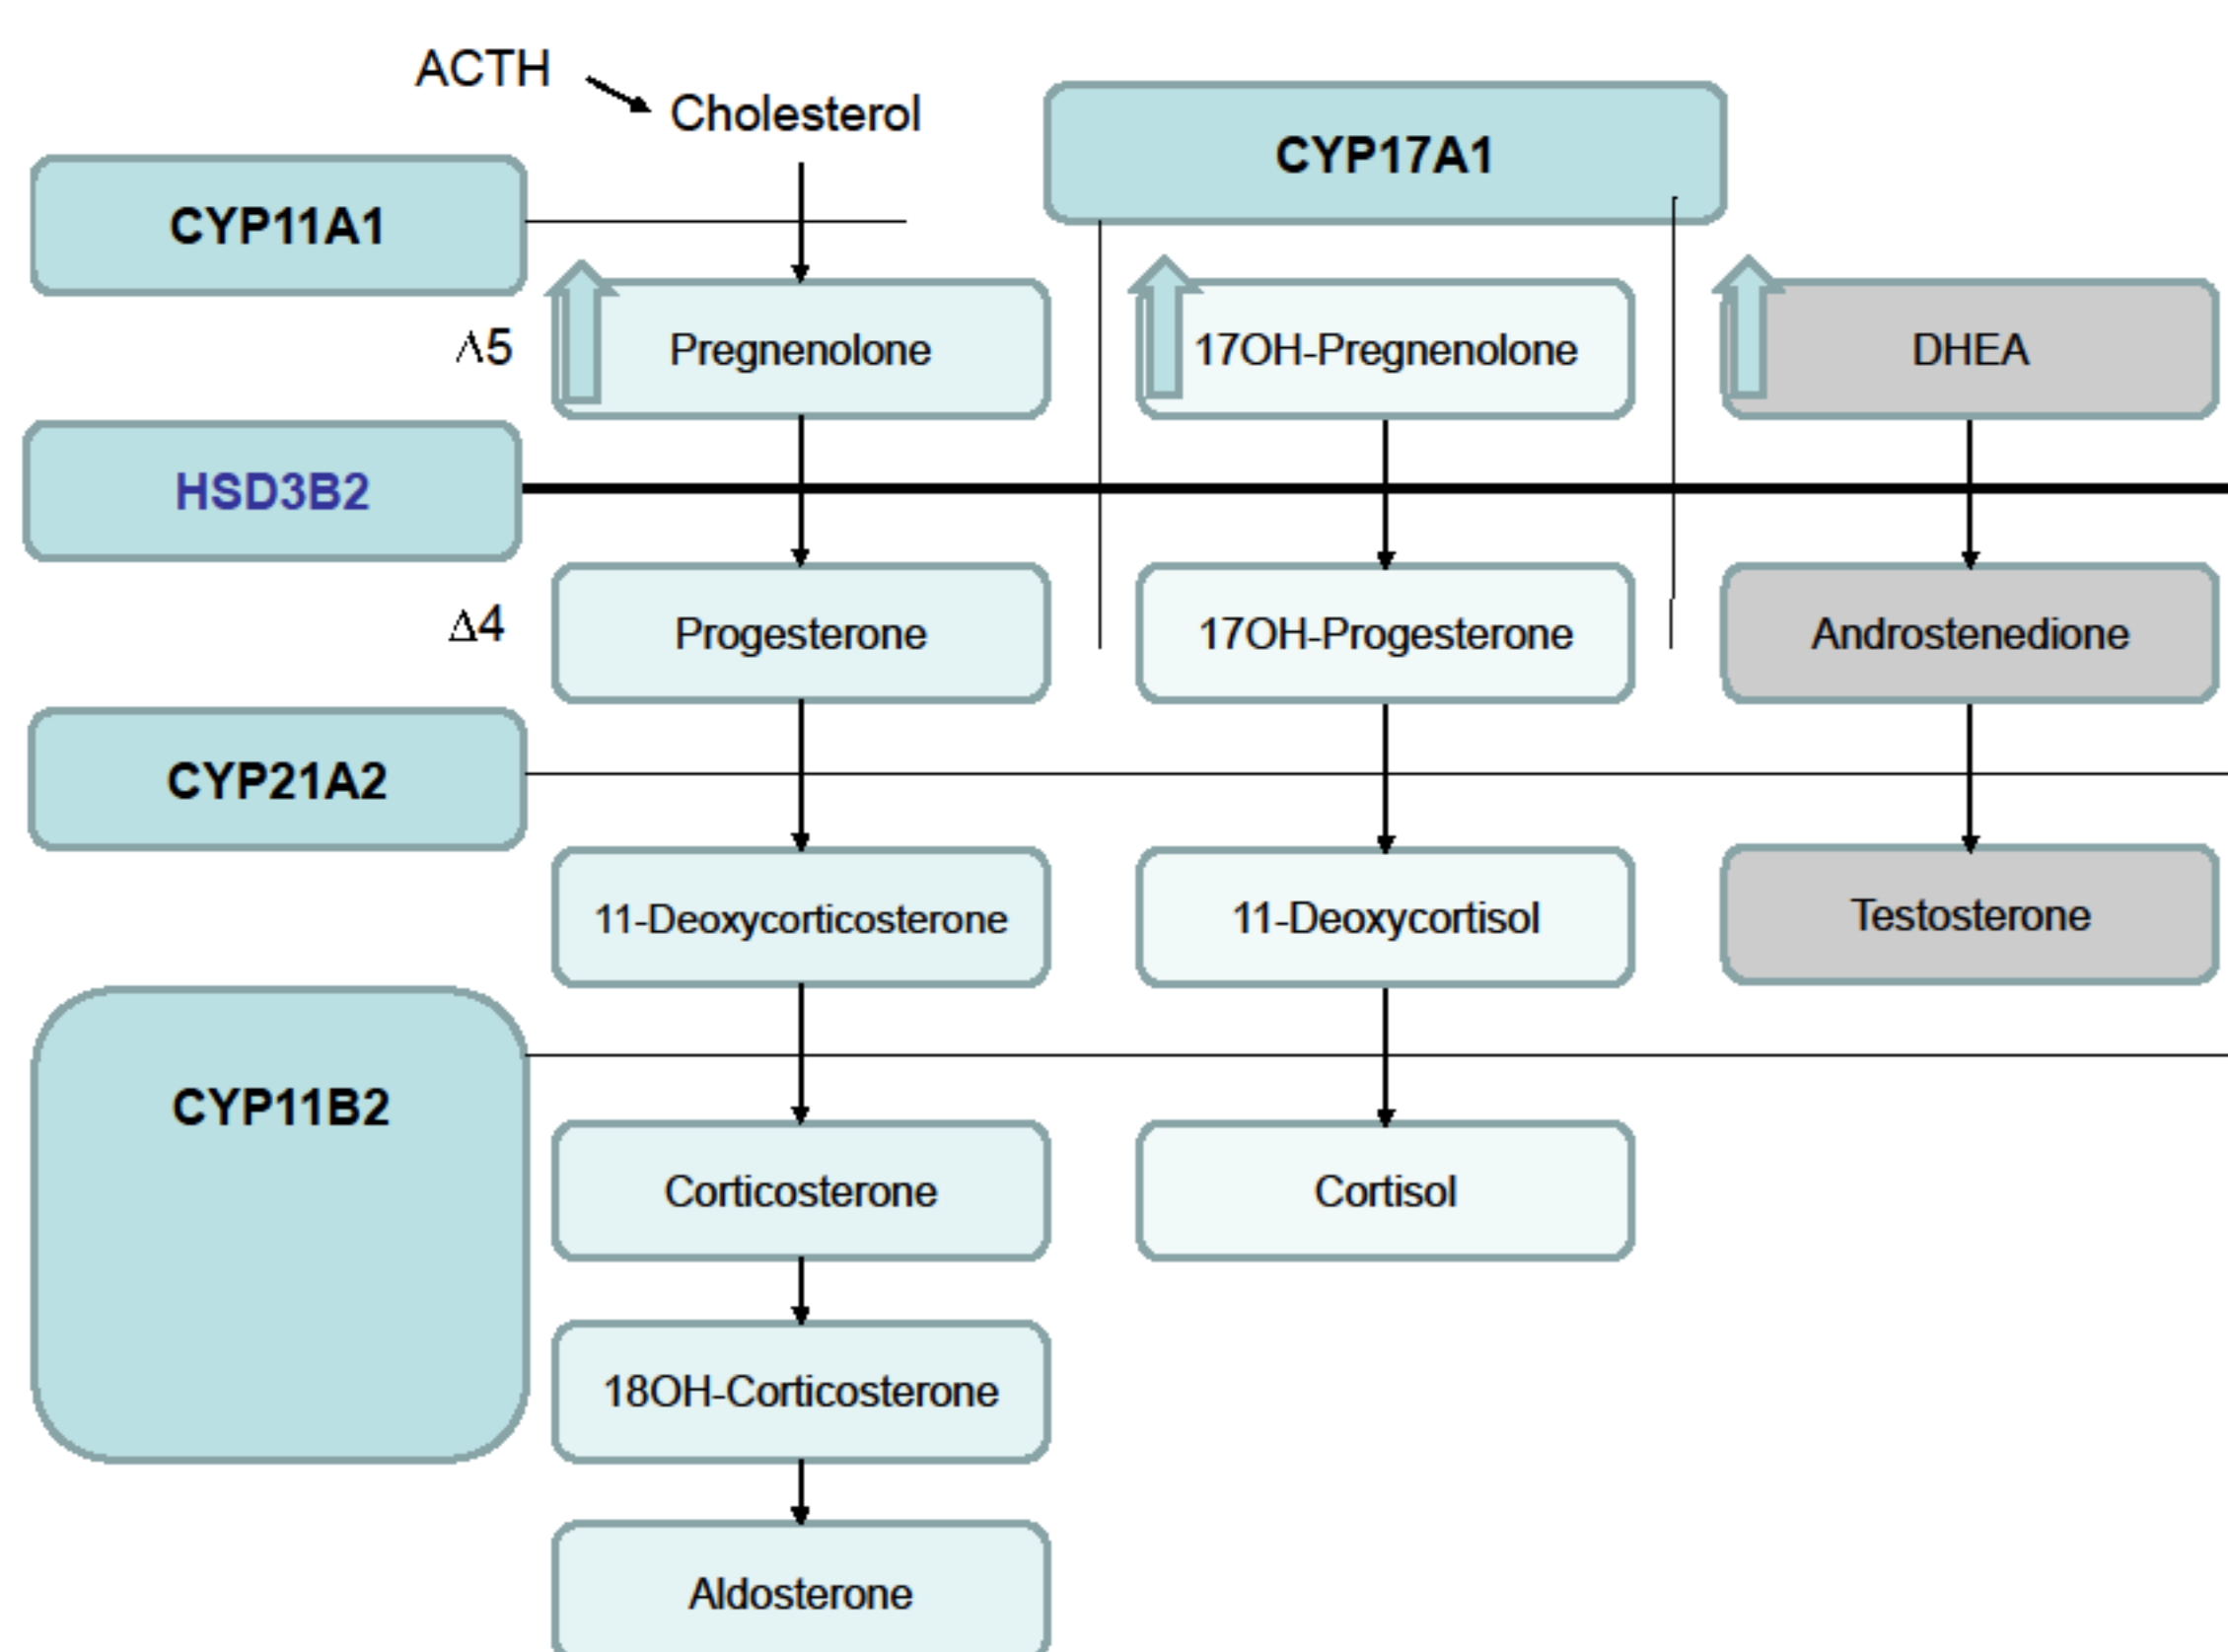 ACTH
Cholesterol
CYP17A1
CYP11A1
Δ5
Pregnenolone
17OH-Pregnenolone
DHEA
HSD3B2
Δ4
Progesterone
17OH-Progesterone
Androstenedione
CYP21A2
11-Deoxycorticosterone
11-Deoxycortisol
Testosterone
CYP11B2
Corticosterone
Cortisol
18OH-Corticosterone
Aldosterone